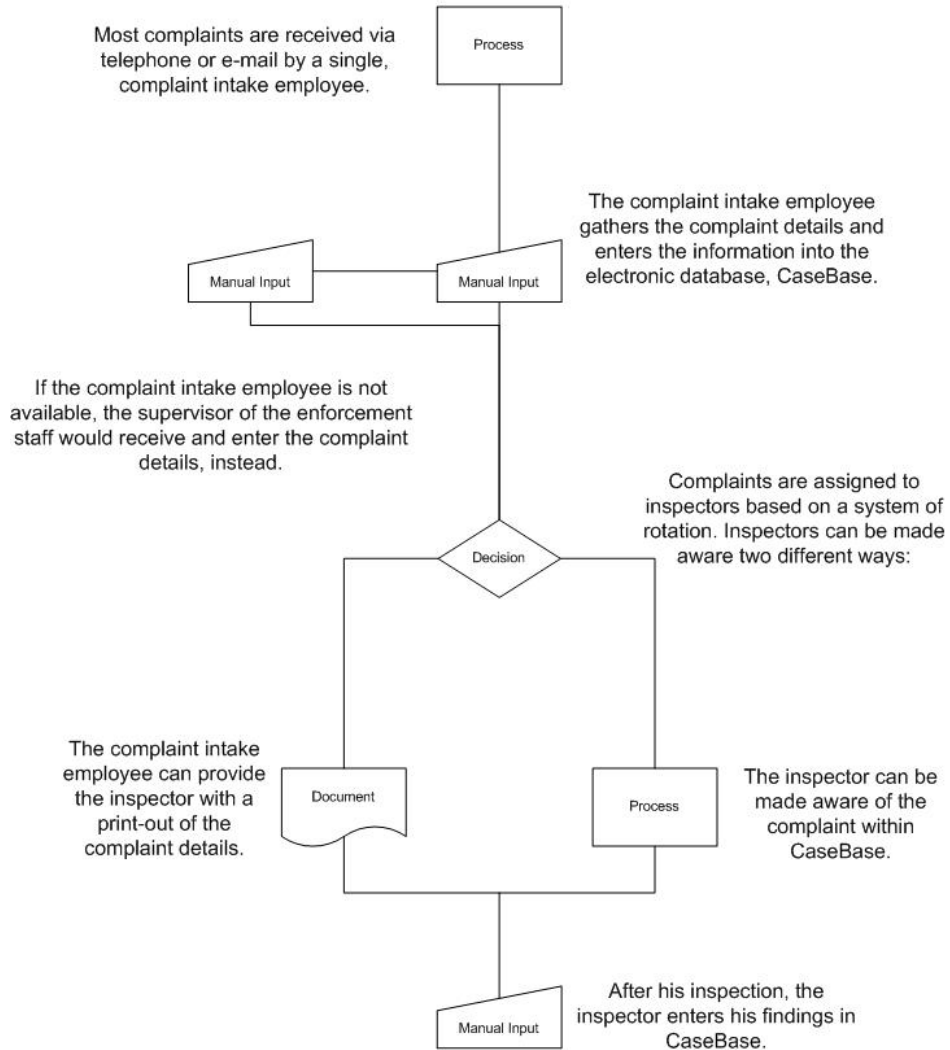 Most complaints are received via
telephone or e-mail by a single,
complaint intake employee.
Process
The complaint intake employee
gathers the complaint details and
enters the information into the
electronic database, CaseBase.
Manual Input
Manual Input
If the complaint intake employee is not
available, the supervisor of the enforcement
staff would receive and enter the complaint
details, instead.
Complaints are assigned to
inspectors based on a system of
rotation. Inspectors can be made
aware two different ways:
Decision
The complaint intake
employee can provide
the inspector with a
print-out of the
complaint details.
Document
Process
The inspector can be
made aware of the
complaint within
CaseBase.
Manual Input
After his inspection, the
inspector enters his findings in
CaseBase.